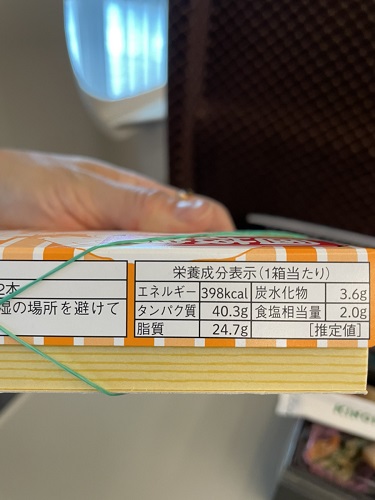 栄養成分表示(1箱当たり)
エネルギー 398kcal 炭水化物 3.6g
タンパク質 40.3g 食塩相当量 2.0g
脂質 24.7g [推定値]
2本
湿の場所を避けて